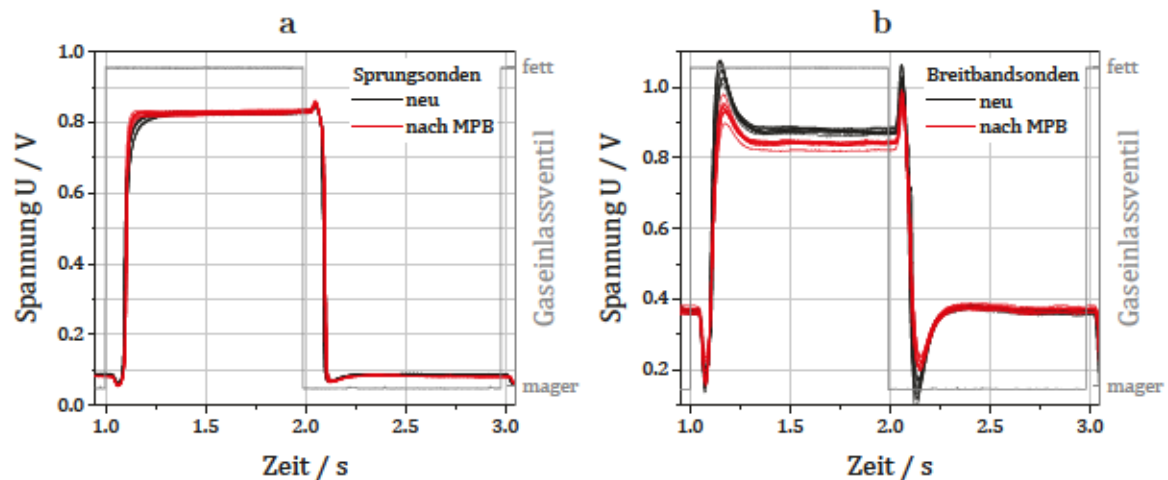 a
1.0
0.8
0.6
0.4
0.2
0.0
Spannung U / V
Sprungsonden
neu
nach MPB
fett
Gaseinlassventil
mager
1.0
1.5
2.0
2.5
3.0
Zeit / s
b
1.0
0.8
0.6
0.4
0.2
Spannung U / V
Breitbandsonden
neu
nach MPB
fett
Gaseinlassventil
mager
1.0
1.5
2.0
2.5
3.0
Zeit / s